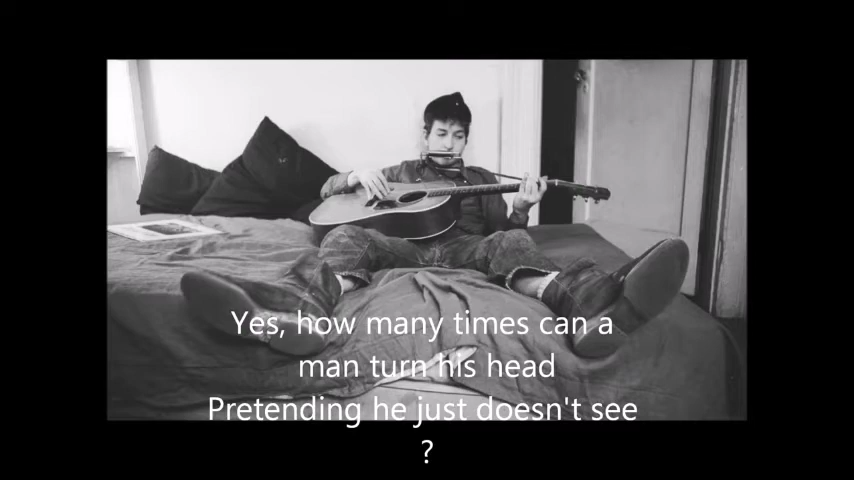 Yes, how many times can a
man turn his head
Pretending he just doesn't see
?